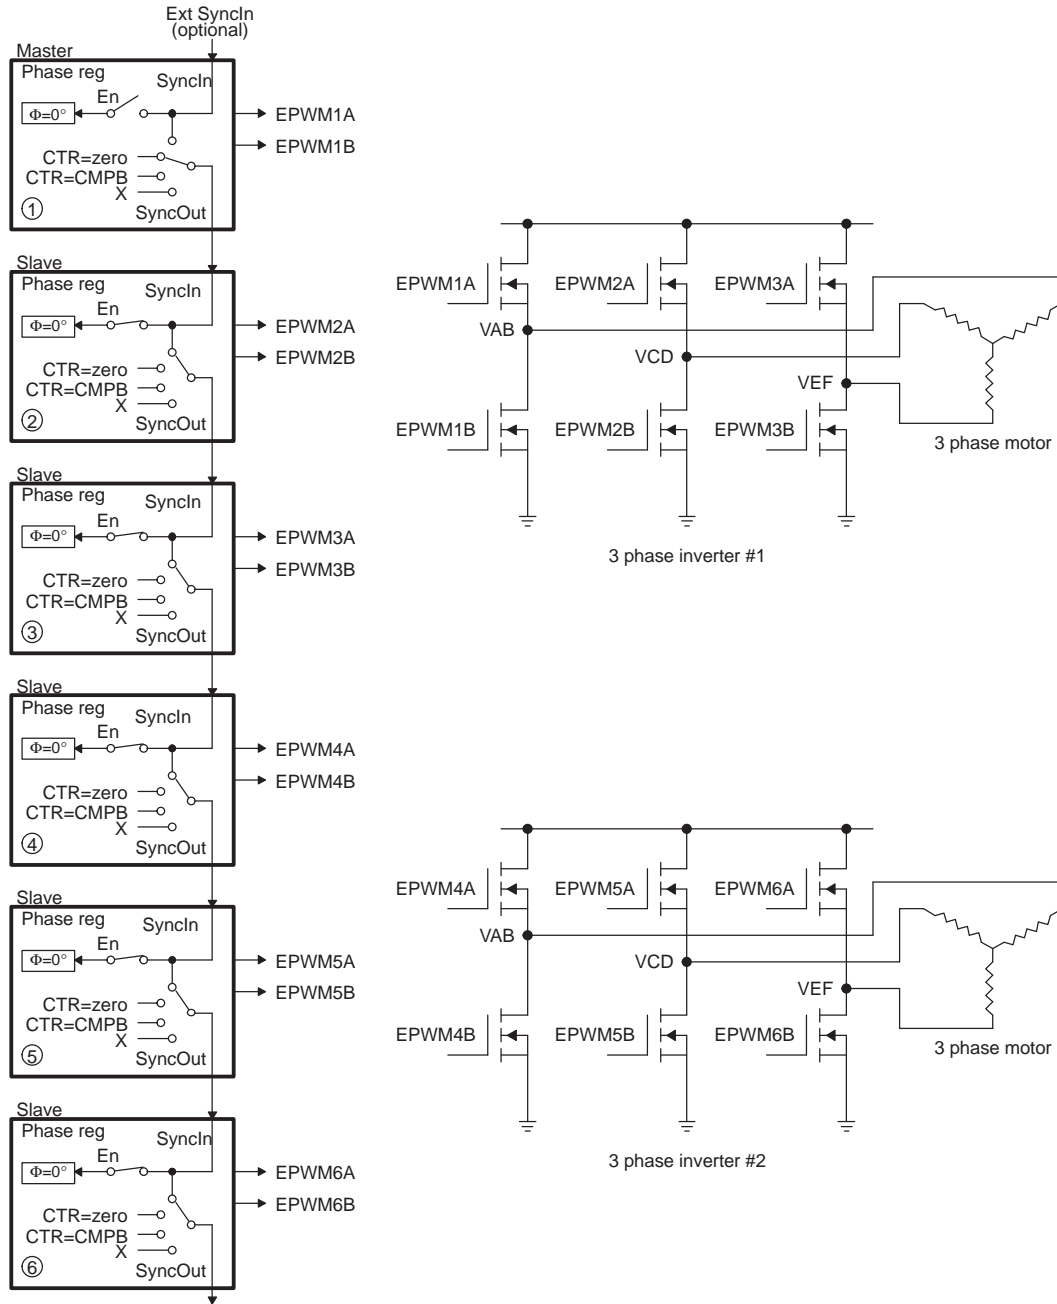 Ext SyncIn
(optional)
Master
Phase reg
SyncIn
En
Φ=0°
EPWM1A
EPWM1B
CTR=zero
CTR=CMPB
X
1
SyncOut
Slave
Phase reg
SyncIn
En
Φ=0°
EPWM2A
EPWM2B
CTR=zero
CTR=CMPB
X
2
SyncOut
Slave
Phase reg
SyncIn
En
Φ=0°
EPWM3A
EPWM3B
CTR=zero
CTR=CMPB
X
3
SyncOut
Slave
Phase reg
SyncIn
En
Φ=0°
EPWM4A
EPWM4B
CTR=zero
CTR=CMPB
X
4
SyncOut
Slave
Phase reg
SyncIn
En
Φ=0°
EPWM5A
EPWM5B
CTR=zero
CTR=CMPB
X
5
SyncOut
Slave
Phase reg
SyncIn
En
Φ=0°
EPWM6A
EPWM6B
CTR=zero
CTR=CMPB
X
6
SyncOut
EPWM1A
EPWM2A
EPWM3A
VAB
VCD
VEF
EPWM1B
EPWM2B
EPWM3B
3 phase motor
3 phase inverter #1
EPWM4A
EPWM5A
EPWM6A
VAB
VCD
VEF
EPWM4B
EPWM5B
EPWM6B
3 phase motor
3 phase inverter #2